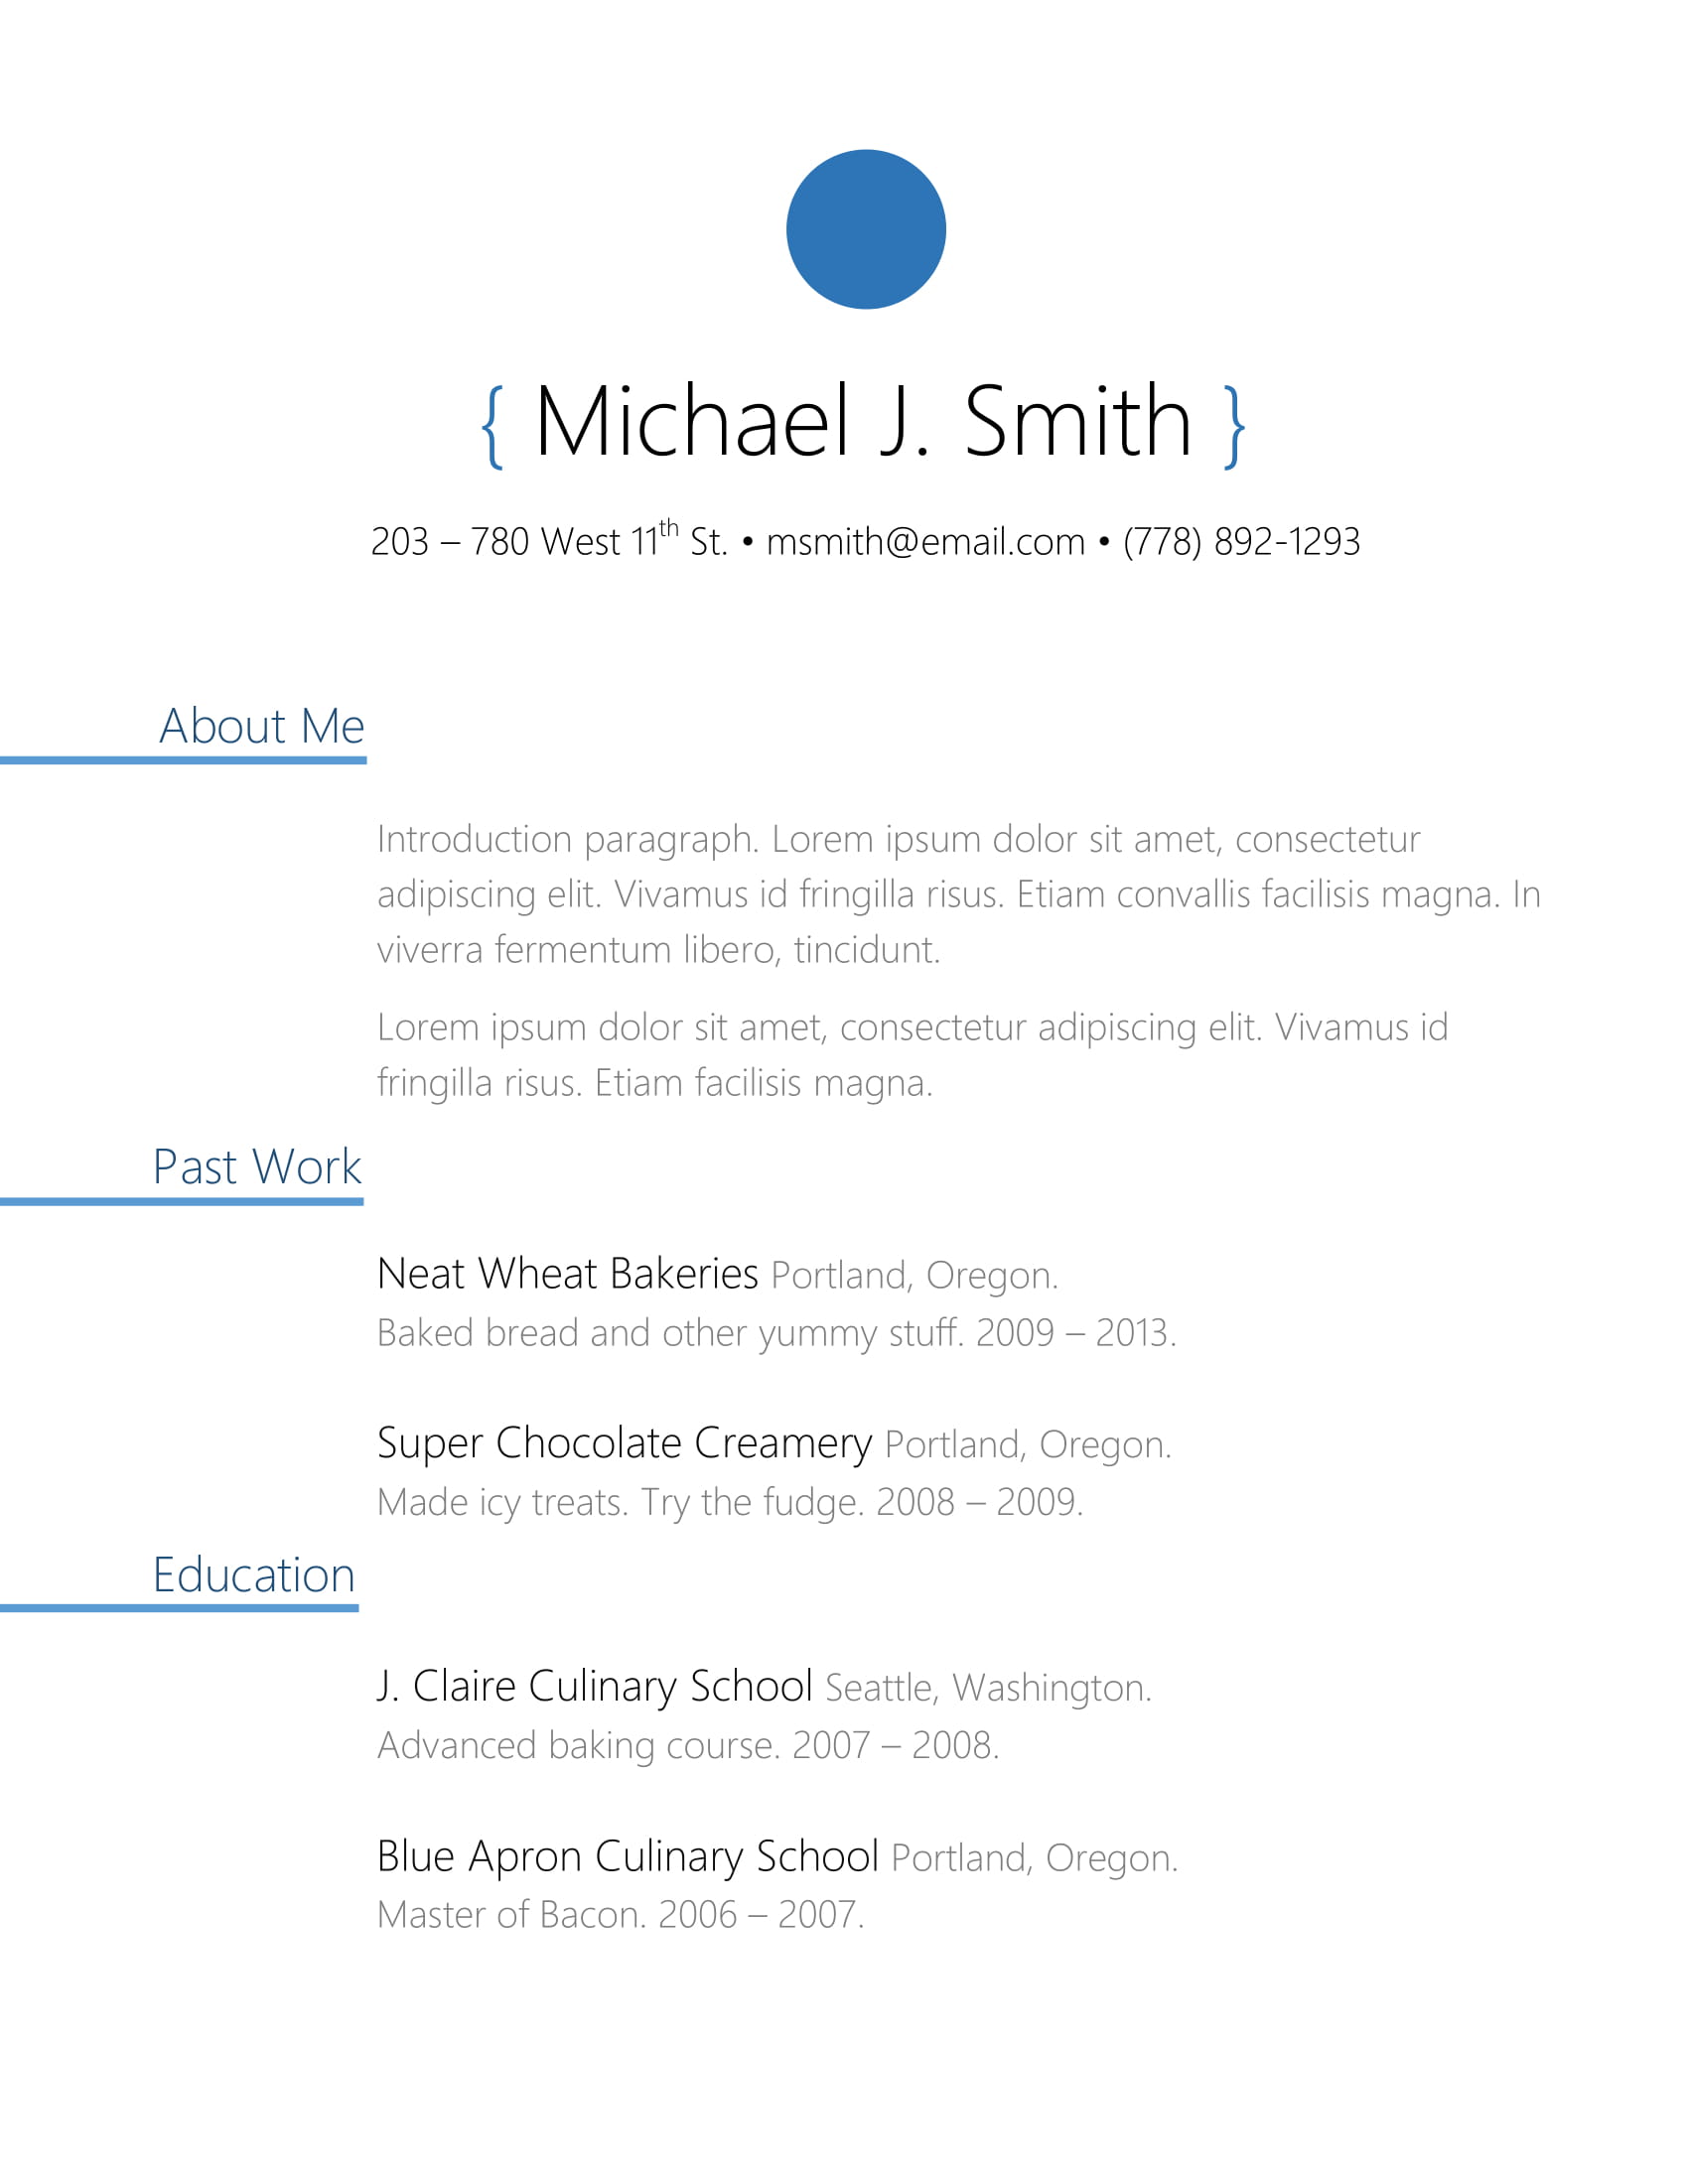 { Michael J. Smith }
203 – 780 West 11th St. • msmith@email.com • (778) 892-1293
About Me
Introduction paragraph. Lorem ipsum dolor sit amet, consectetur
adipiscing elit. Vivamus id fringilla risus. Etiam convallis facilisis magna. In
viverra fermentum libero, tincidunt.
Lorem ipsum dolor sit amet, consectetur adipiscing elit. Vivamus id
fringilla risus. Etiam facilisis magna.
Past Work
Neat Wheat Bakeries Portland, Oregon.
Baked bread and other yummy stuff. 2009 – 2013.
Super Chocolate Creamery Portland, Oregon.
Made icy treats. Try the fudge. 2008 – 2009.
Education
J. Claire Culinary School Seattle, Washington.
Advanced baking course. 2007 – 2008.
Blue Apron Culinary School Portland, Oregon.
Master of Bacon. 2006 – 2007.